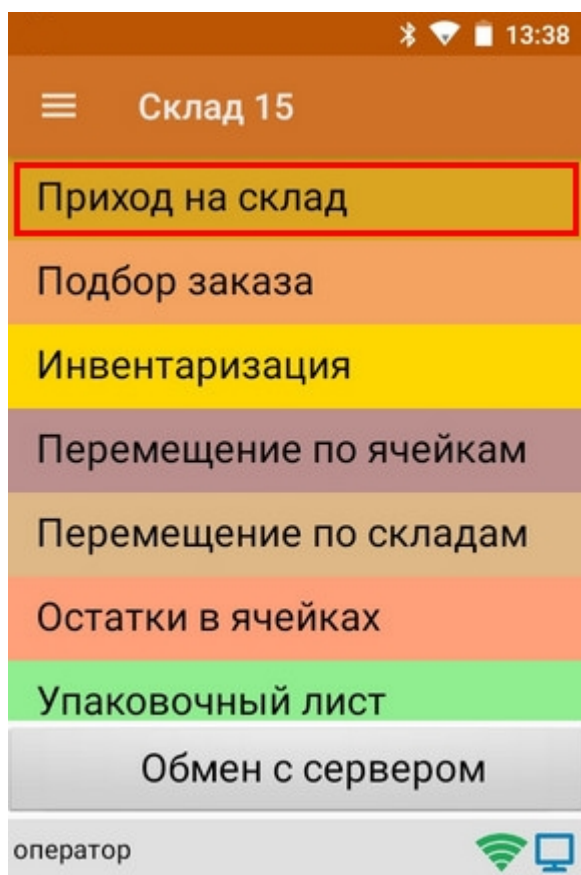 13:38
Склад 15
Приход на склад
Подбор заказа
Инвентаризация
Перемещение по ячейкам
Перемещение по складам
Остатки в ячейках
Упаковочный лист
Обмен с сервером
оператор